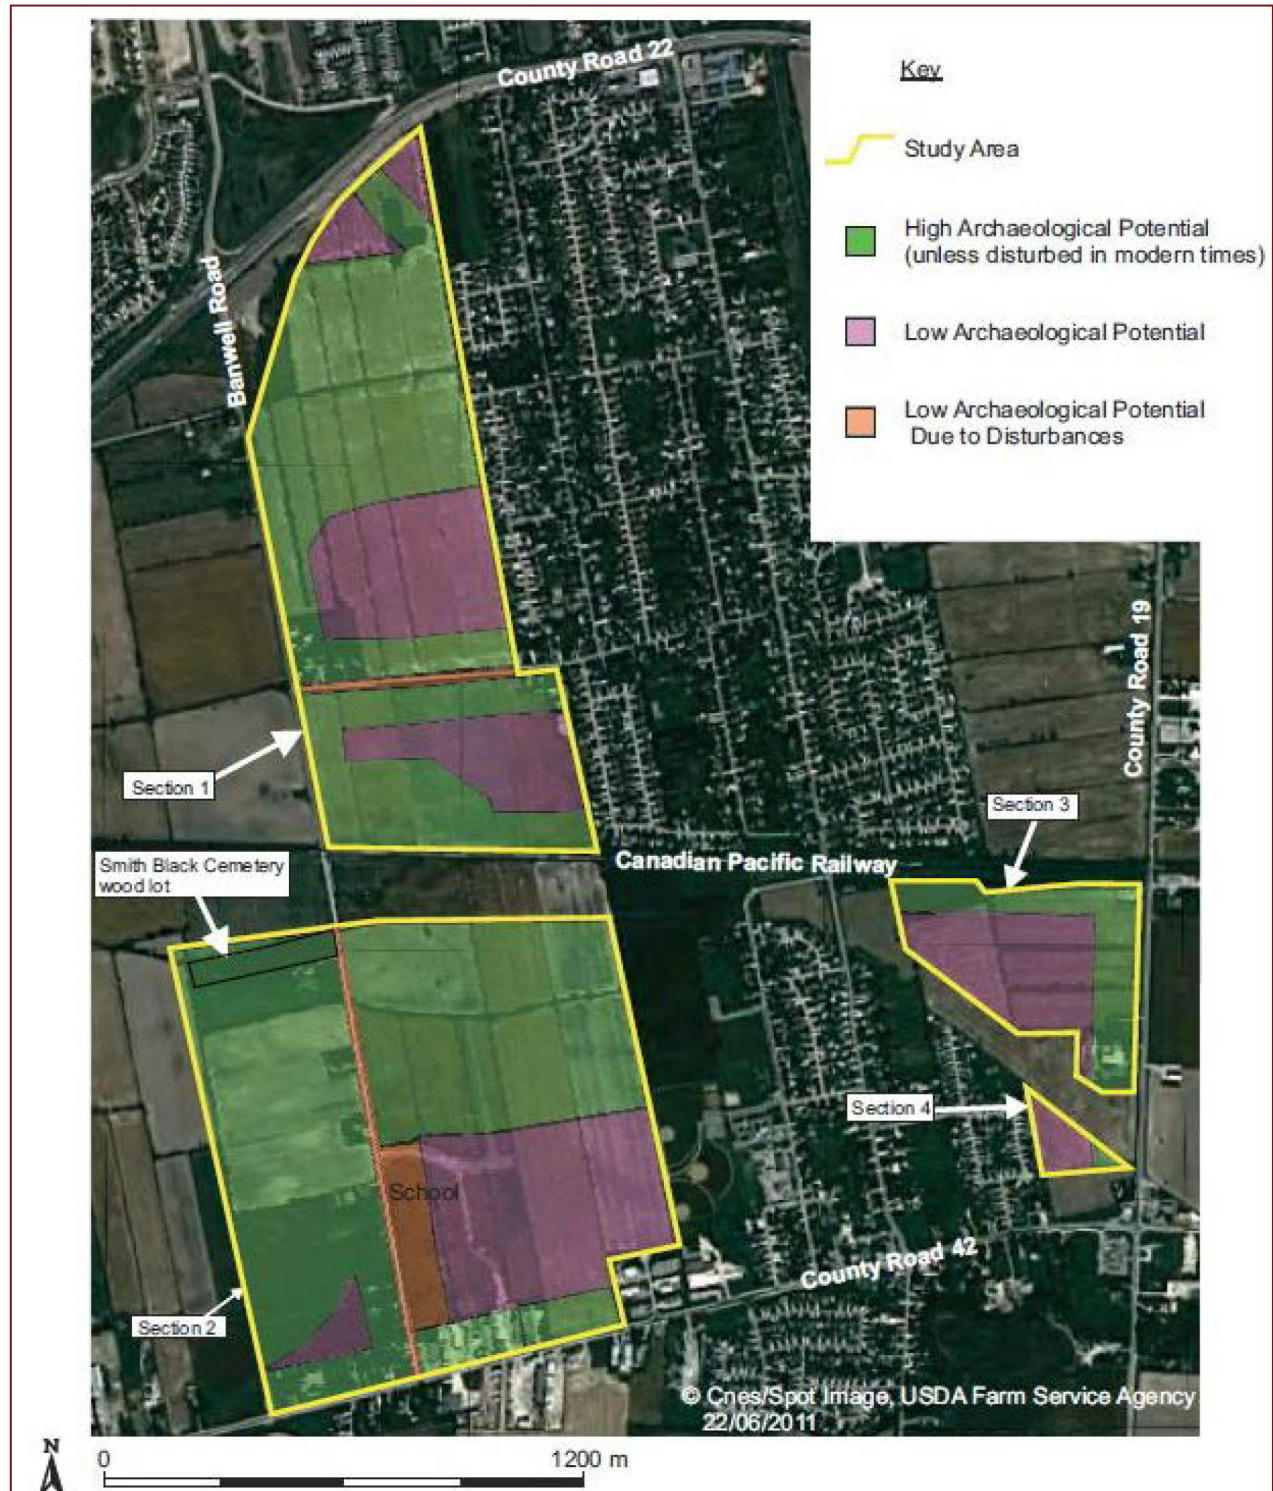 County Road 22
Key
Study Area
High Archaeological Potential
(unless disturbed in modern times)
Low Archaeological Potential
Low Archaeological Potential
Due to Disturbances
Banwell Road
County Road 19
Section 1
Section 3
Smith Black Cemetery
wood lot
Canadian Pacific Railway
Section 4
School
County Road 42
Section 2
© Cnes/Spot Image, USDA Farm Service Agency
22/06/2011
N
0
1200 m